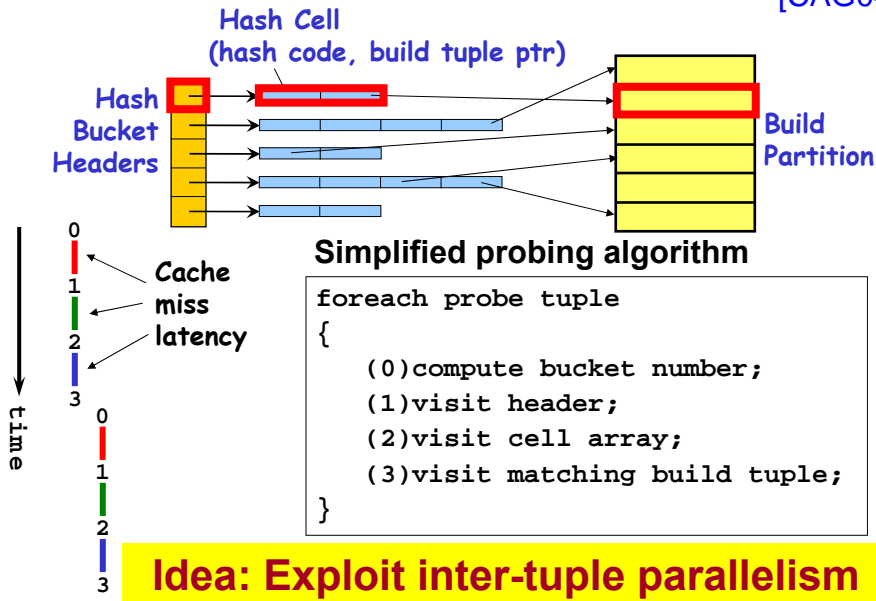 Hash Cell
(hash code, build tuple ptr)
Hash
Bucket
Headers
Build
Partition
0
1
2
3
Cache
miss
latency
time
0
1
2
3
Simplified probing algorithm
foreach probe tuple
{
(0)compute bucket number;
(1)visit header;
(2)visit cell array;
(3)visit matching build tuple;
}
Idea: Exploit inter-tuple parallelism